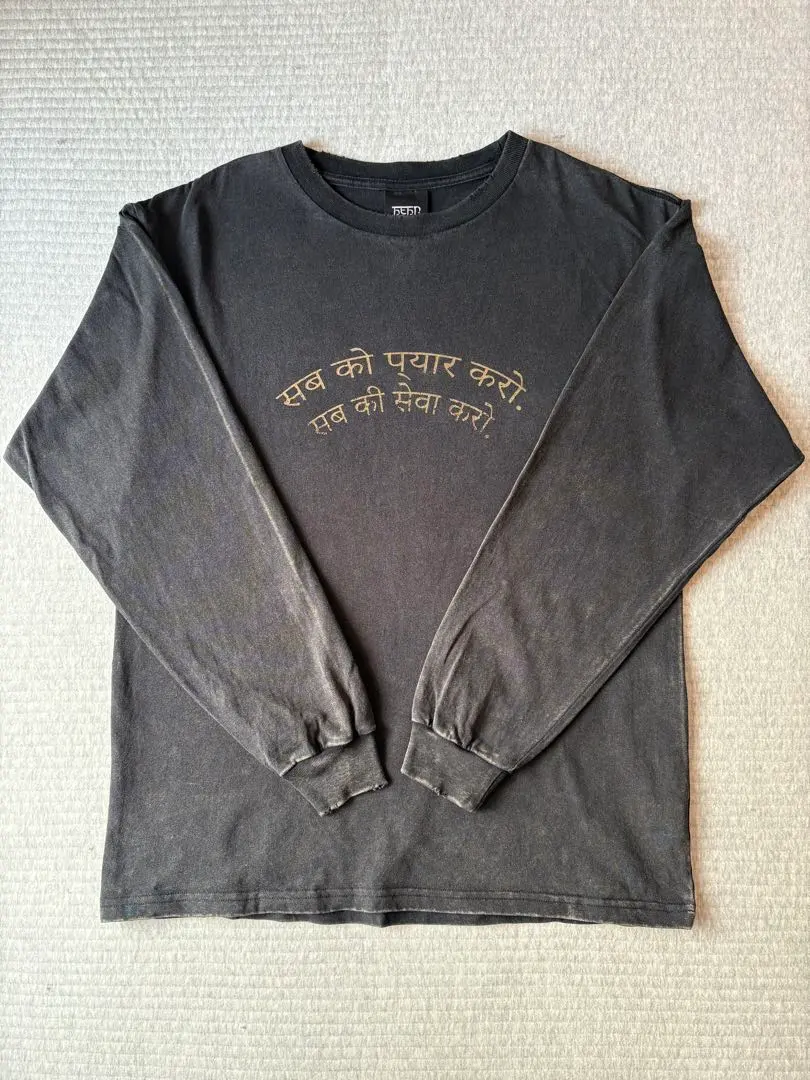 सब को प्‌यार करो.
सब की सेवा करो.